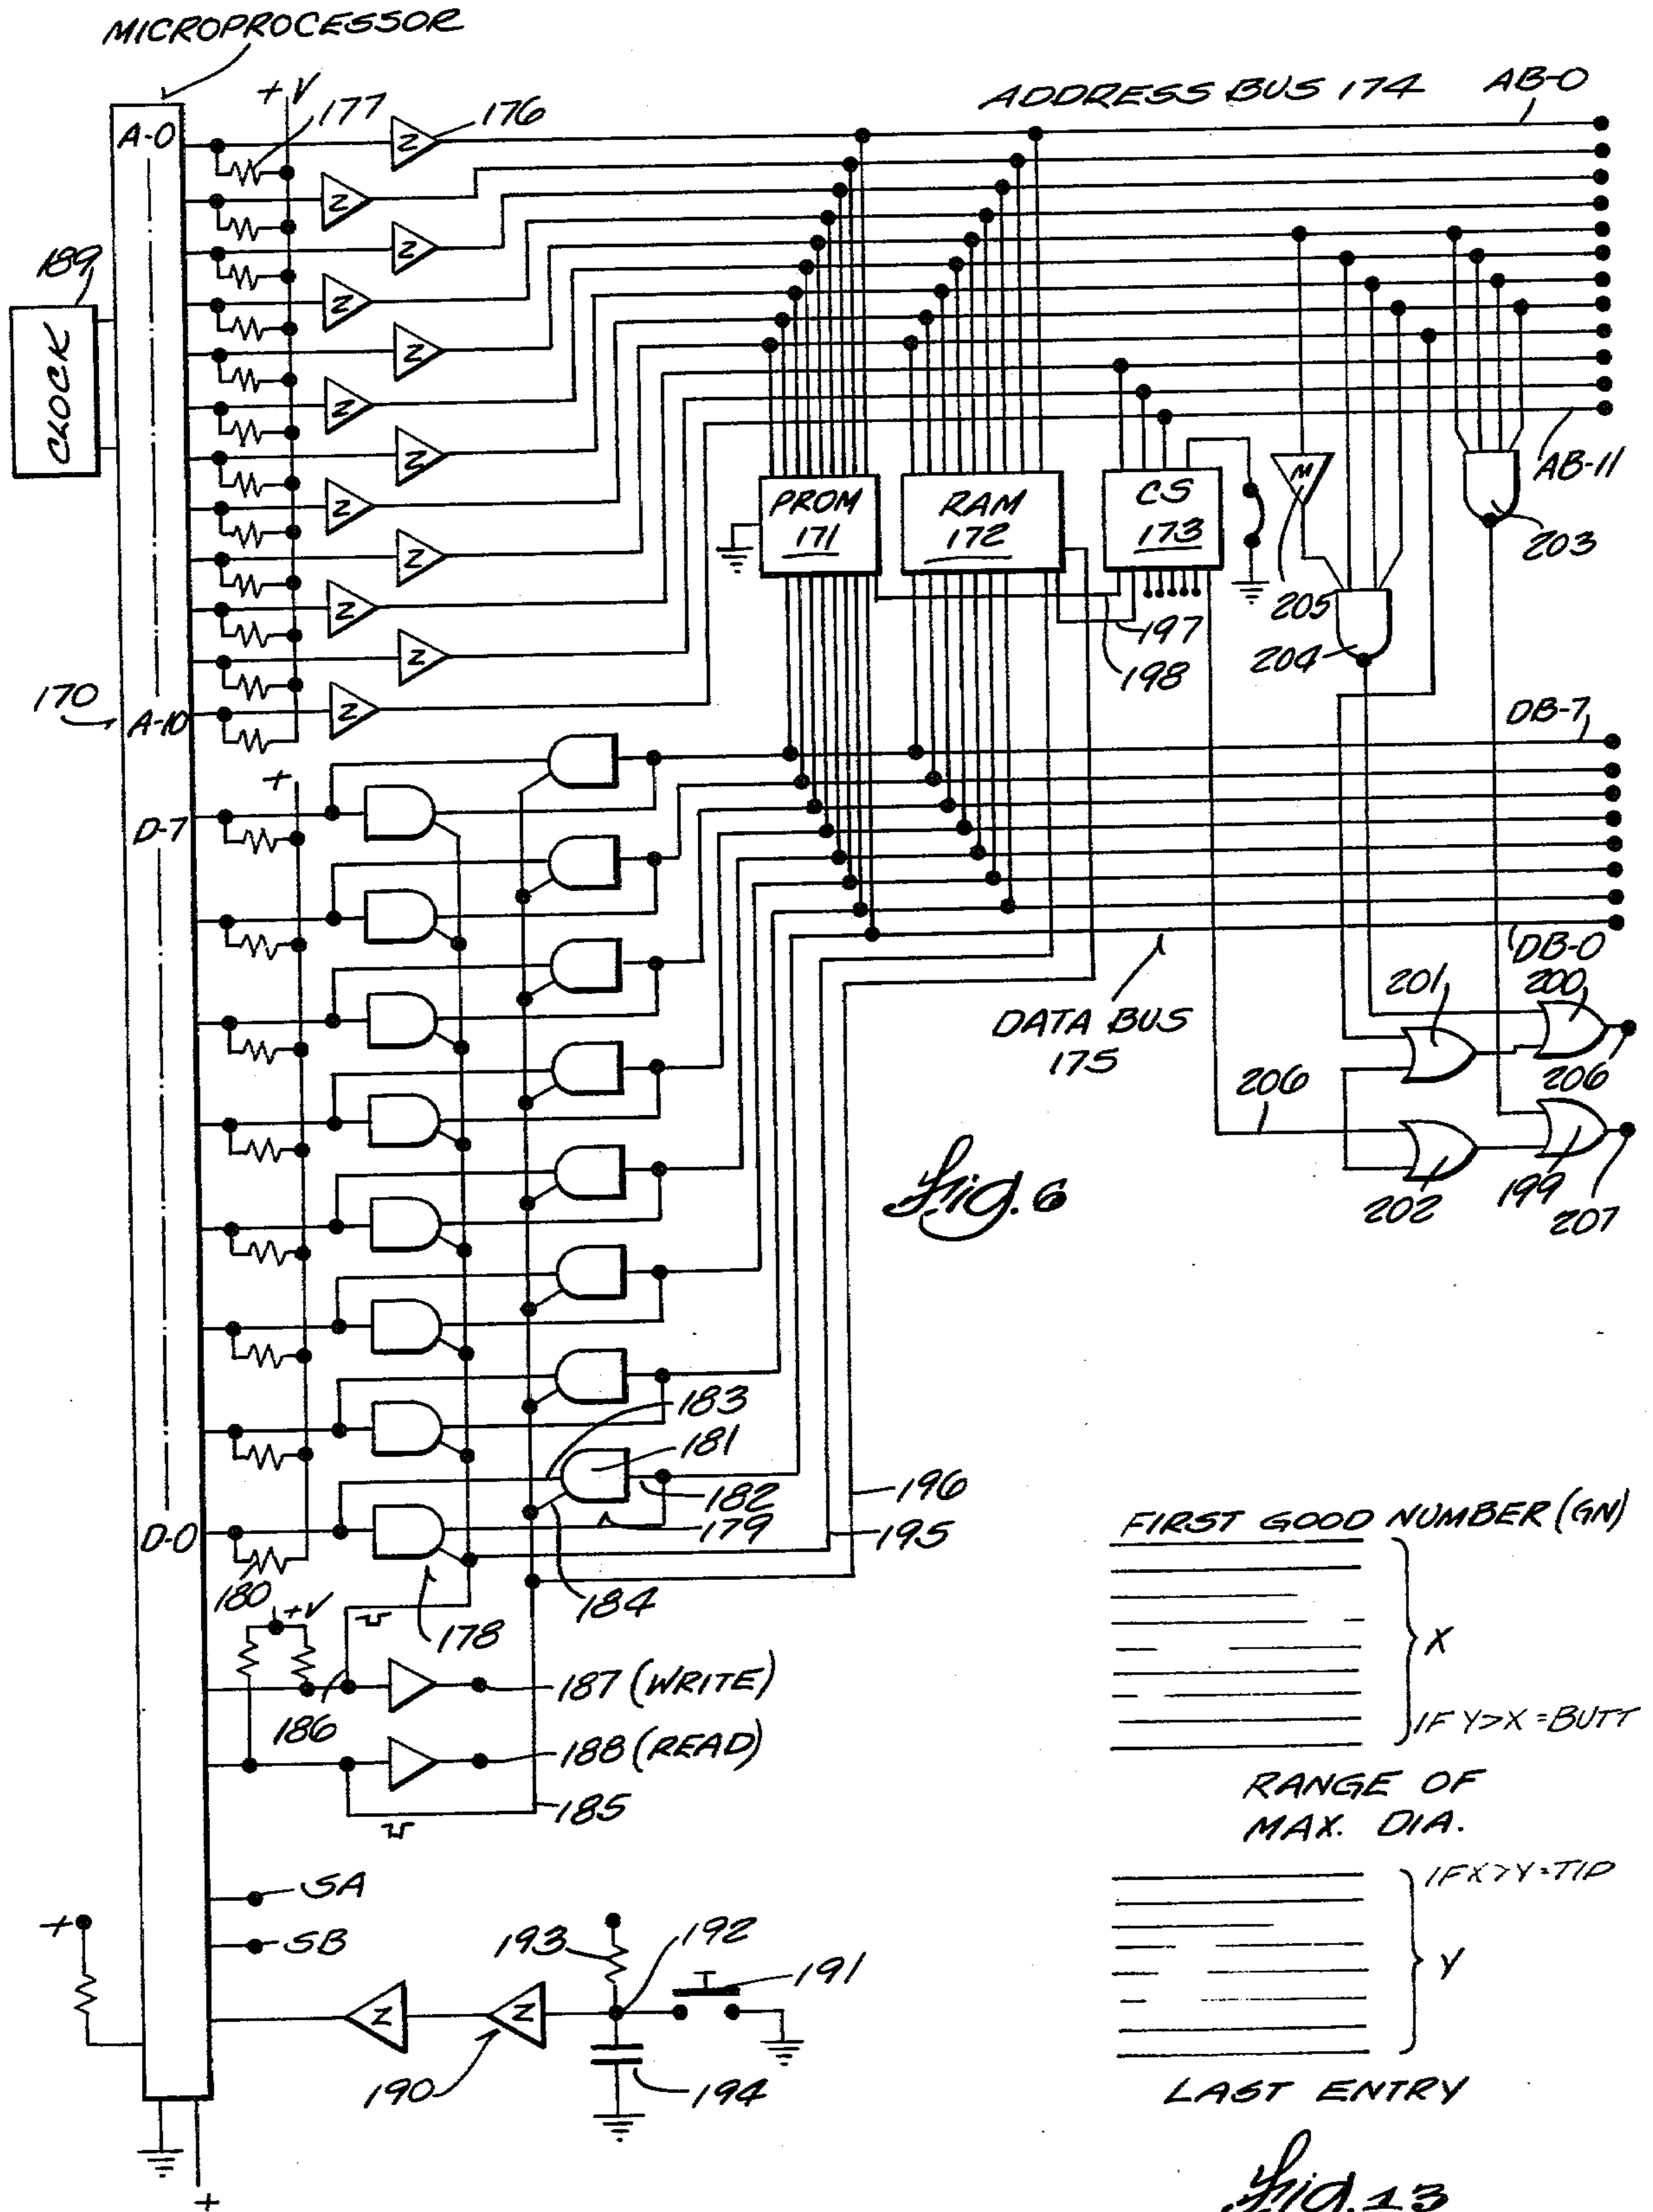 MICROPROCESSOR
+V
177
176
ADDRESS BUS 174
AB-0
A-0
Z
Z
Z
Z
Z
Z
Z
Z
Z
Z
Z
Z
189
CLOCK
AB-11
PROM
171
RAM
172
CS
173
M
203
205
197
198
204
170
A-10
DB-7
+
D-7
DB-0
201
200
DATA BUS
175
206
206
Fig. 6
202
199
207
183
181
182
179
196
195
D-0
180
184
+V
178
186
187 (WRITE)
188 (READ)
185
SA
SB
+
193
192
191
Z
Z
190
194
+
FIRST GOOD NUMBER (GN)
X
IF Y>X = BUTT
RANGE OF
MAX. DIA.
IF X>Y = TIP
Y
LAST ENTRY
Fig. 13